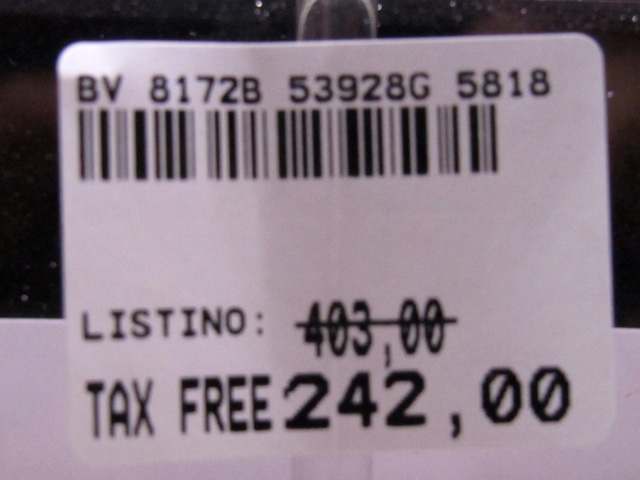 BV 8172B 53928G 5818
LISTINO: 403,00
TAX FREE 242,00